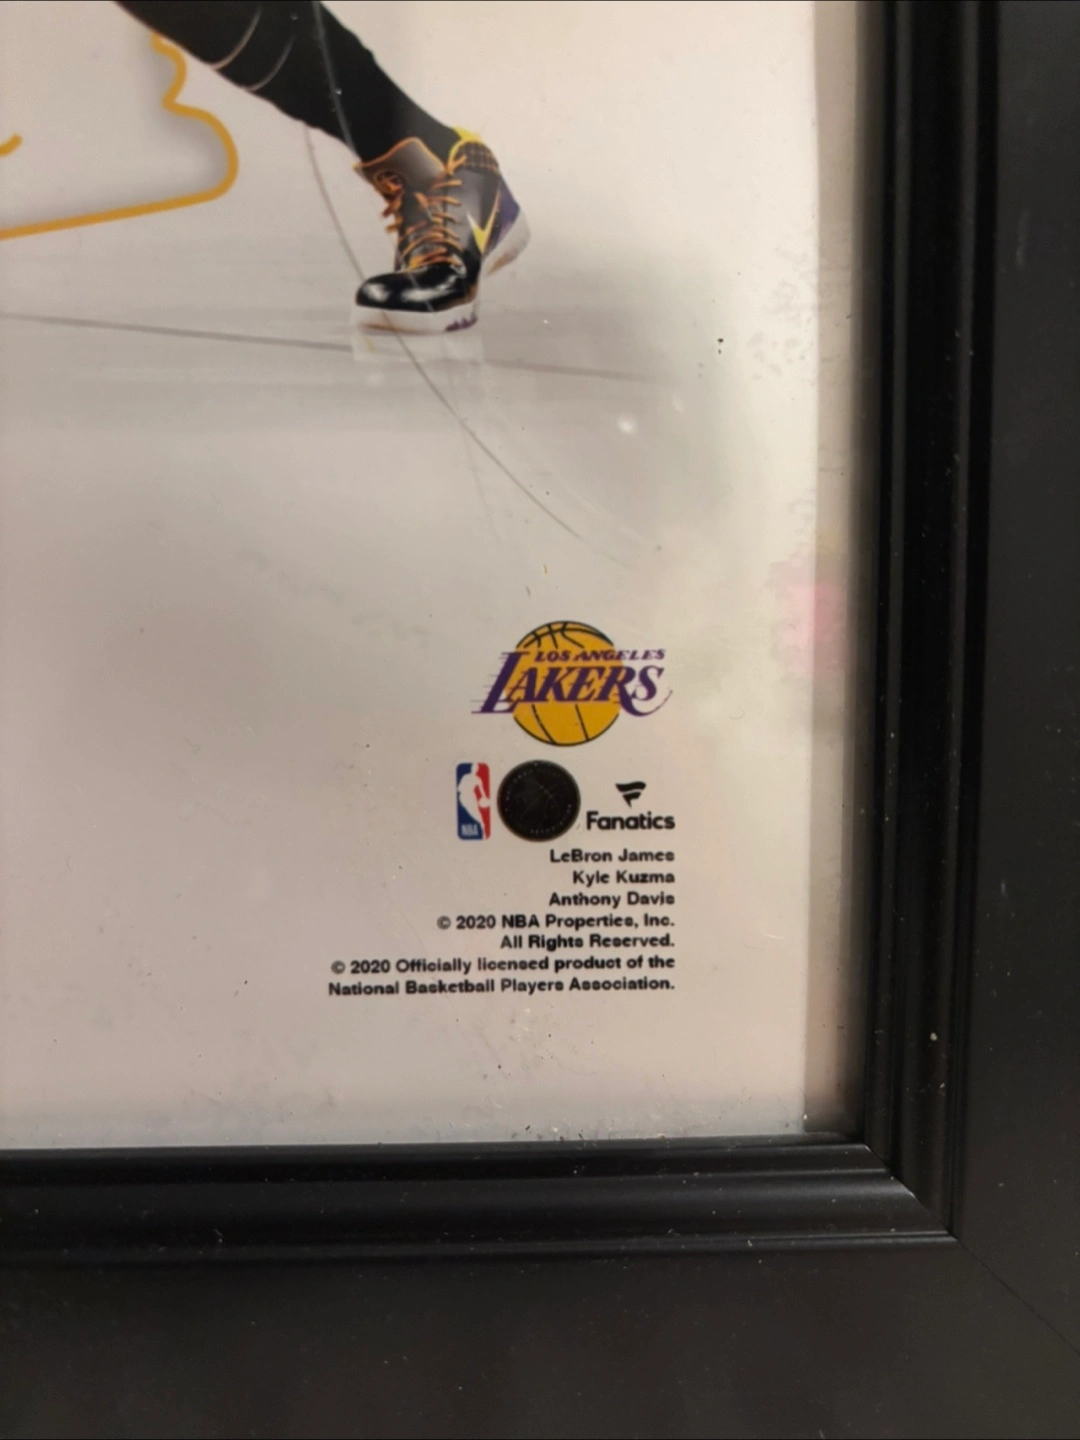 LOS ANGELES
LAKERS
NBA
Fanatics
LeBron James
Kyle Kuzma
Anthony Davis
© 2020 NBA Properties, Inc.
All Rights Reserved.
© 2020 Officially licensed product of the
National Basketball Players Association.